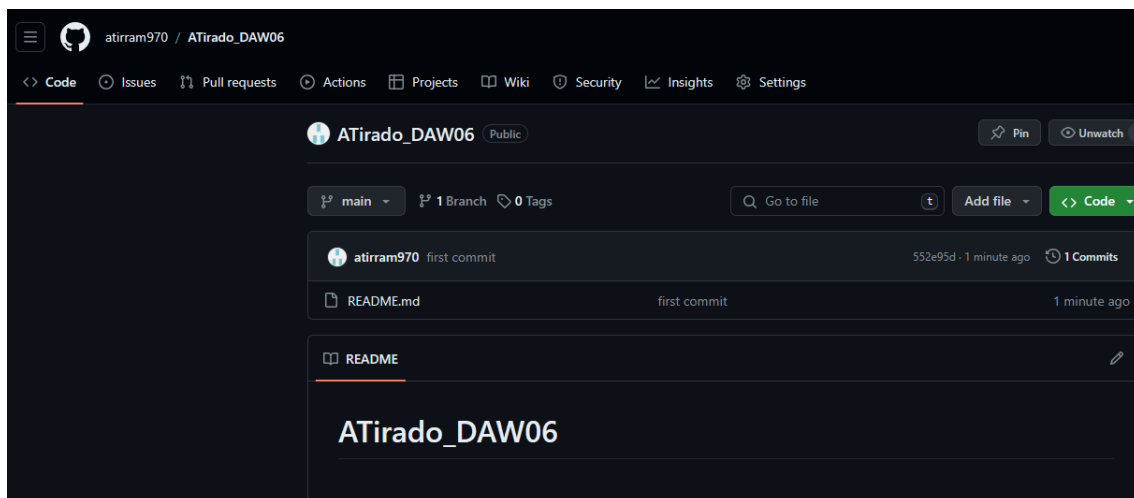 atirram970 / ATirado_DAW06
Code Issues Pull requests Actions Projects Wiki Security Insights Settings
ATirado_DAW06 Public Pin Unwatch
main 1 Branch 0 Tags Go to file t Add file Code
atirram970 first commit 552e95d · 1 minute ago 1 Commits
README.md first commit 1 minute ago
README
ATirado_DAW06